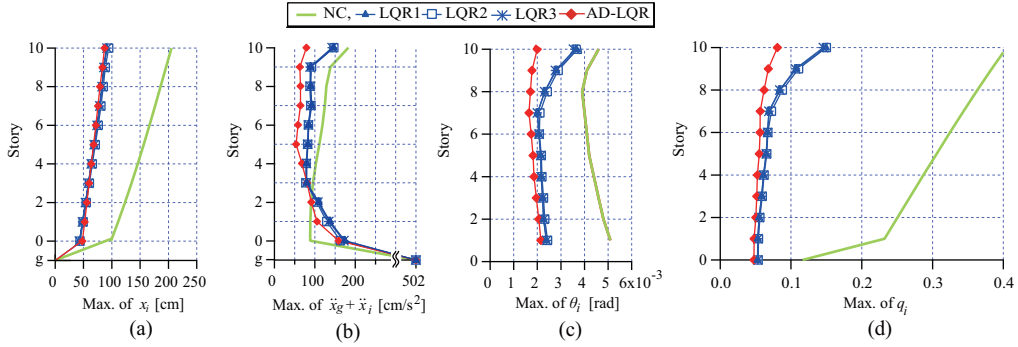 NC, LQR1 LQR2 LQR3 AD-LQR
Story
10
8
6
4
2
0
g
0 50 100 150 200 250
Max. of x_i [cm]
(a)
Story
10
8
6
4
2
0
g
0 100 200 502
Max. of ẍ_g + ẍ_i [cm/s²]
(b)
Story
10
8
6
4
2
0
0 1 2 3 4 5 6×10⁻³
Max. of θ_i [rad]
(c)
Story
10
8
6
4
2
0
g
0.0 0.1 0.2 0.3 0.4
Max. of q_i
(d)